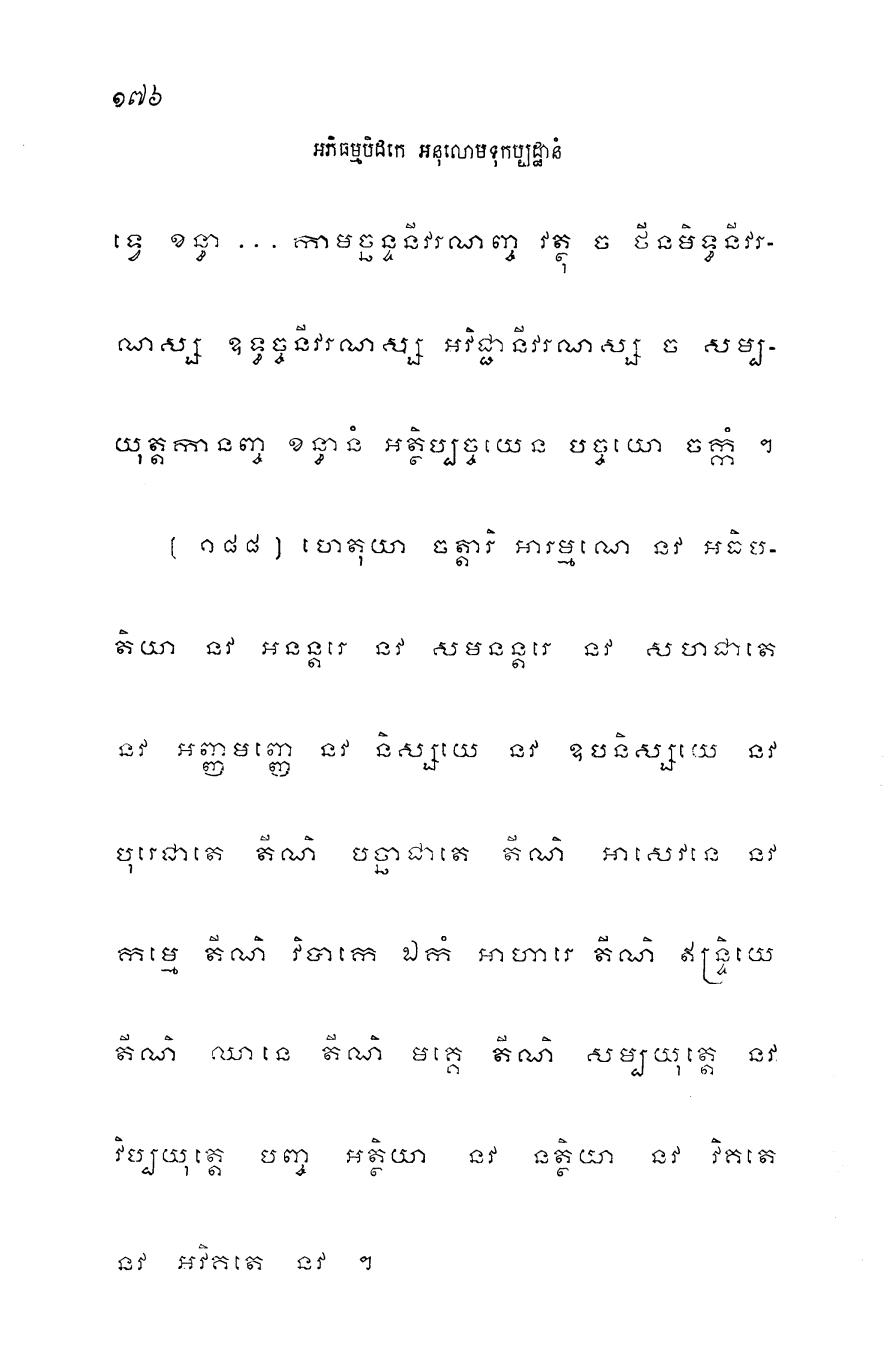 ១៧៦
អភិធម្មបិដកេ អនុលោមទុកប្បដ្ឋានំ
ទ្វេ ខន្ធា ... កាមច្ឆន្ទនីវរណញ្ច វត្ថុ ច ថីនមិទ្ធនីវរ-
ណស្ស ឧទ្ធច្ចនីវរណស្ស អវិជ្ជានីវរណស្ស ច សម្ប-
យុត្តកានញ្ច ខន្ធានំ អត្ថិប្បច្ចយេន បច្ចយោ ចក្កំ ។
( ១៨៨ ) ហេតុយា ចត្តារិ អារម្មណេ នវ អធិប-
តិយា នវ អនន្តរេ នវ សមនន្តរេ នវ សហជាតេ
នវ អញ្ញមញ្ញេ នវ និស្សយេ នវ ឧបនិស្សយេ នវ
បុរេជាតេ តីណិ បច្ឆាជាតេ តីណិ អាសេវនេ នវ
កម្មេ តីណិ វិបាកេ ឯកំ អាហារេ តីណិ ឥន្ទ្រិយេ
តីណិ ឈានេ តីណិ មគ្គេ តីណិ សម្បយុត្តេ នវ
វិប្បយុត្តេ បញ្ច អត្ថិយា នវ នត្ថិយា នវ វិគតេ
នវ អវិគតេ នវ ។